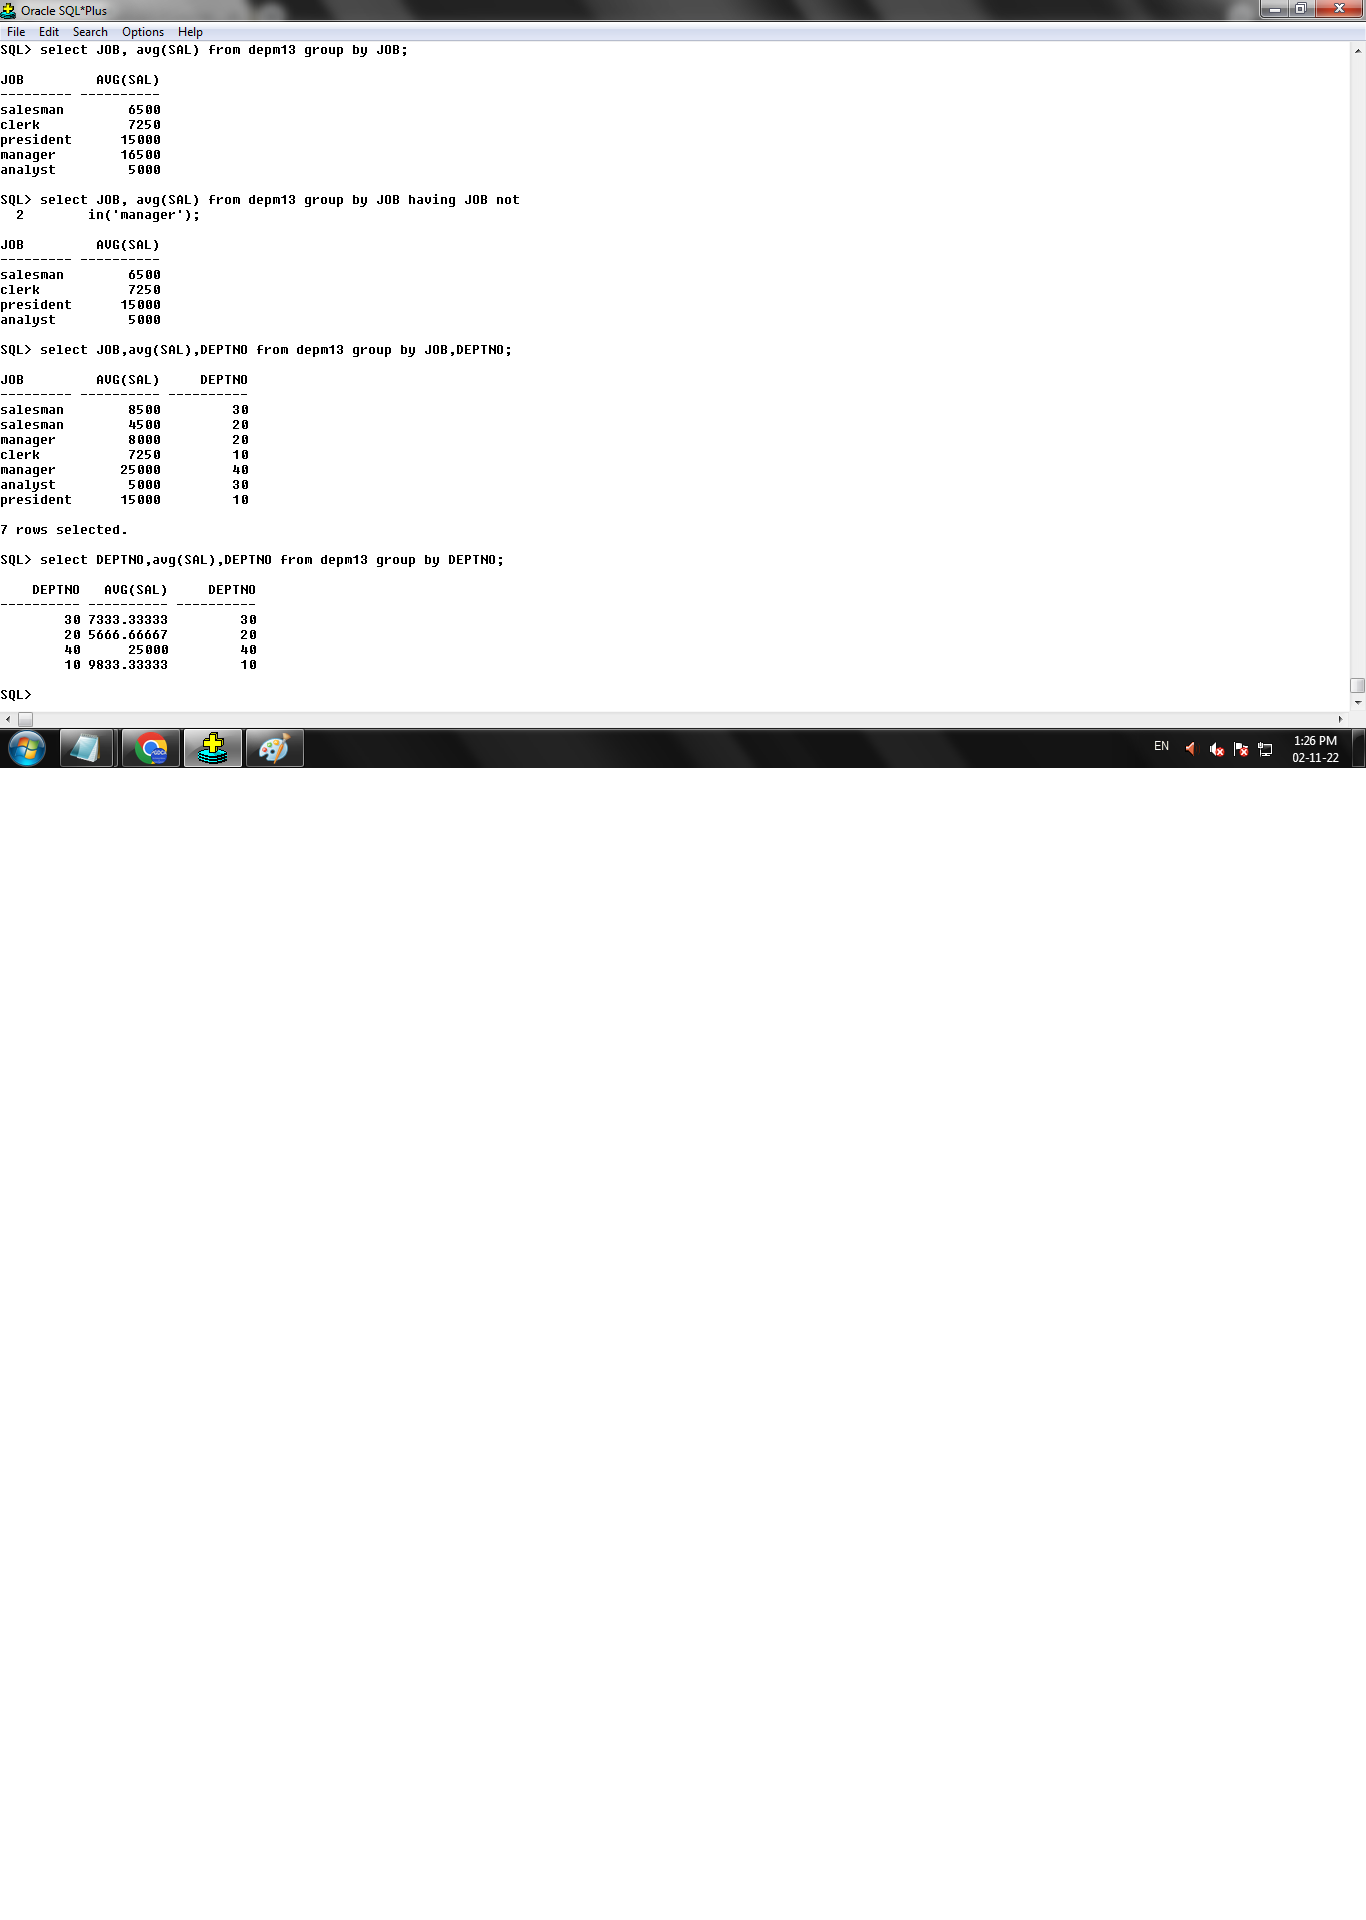 Oracle SQL*Plus
File Edit Search Options Help
SQL> select JOB, avg(SAL) from depm13 group by JOB;
JOB         AVG(SAL)
--------- ----------
salesman        6500
clerk           7250
president      15000
manager        16500
analyst         5000
SQL> select JOB, avg(SAL) from depm13 group by JOB having JOB not
  2        in('manager');
JOB         AVG(SAL)
--------- ----------
salesman        6500
clerk           7250
president      15000
analyst         5000
SQL> select JOB,avg(SAL),DEPTNO from depm13 group by JOB,DEPTNO;
JOB         AVG(SAL)     DEPTNO
--------- ---------- ----------
salesman        8500         30
salesman        4500         20
manager         8000         20
clerk           7250         10
manager        25000         40
analyst         5000         30
president      15000         10
7 rows selected.
SQL> select DEPTNO,avg(SAL),DEPTNO from depm13 group by DEPTNO;
    DEPTNO   AVG(SAL)     DEPTNO
---------- ---------- ----------
        30 7333.33333         30
        20 5666.66667         20
        40      25000         40
        10 9833.33333         10
SQL>
EN
1:26 PM
02-11-22